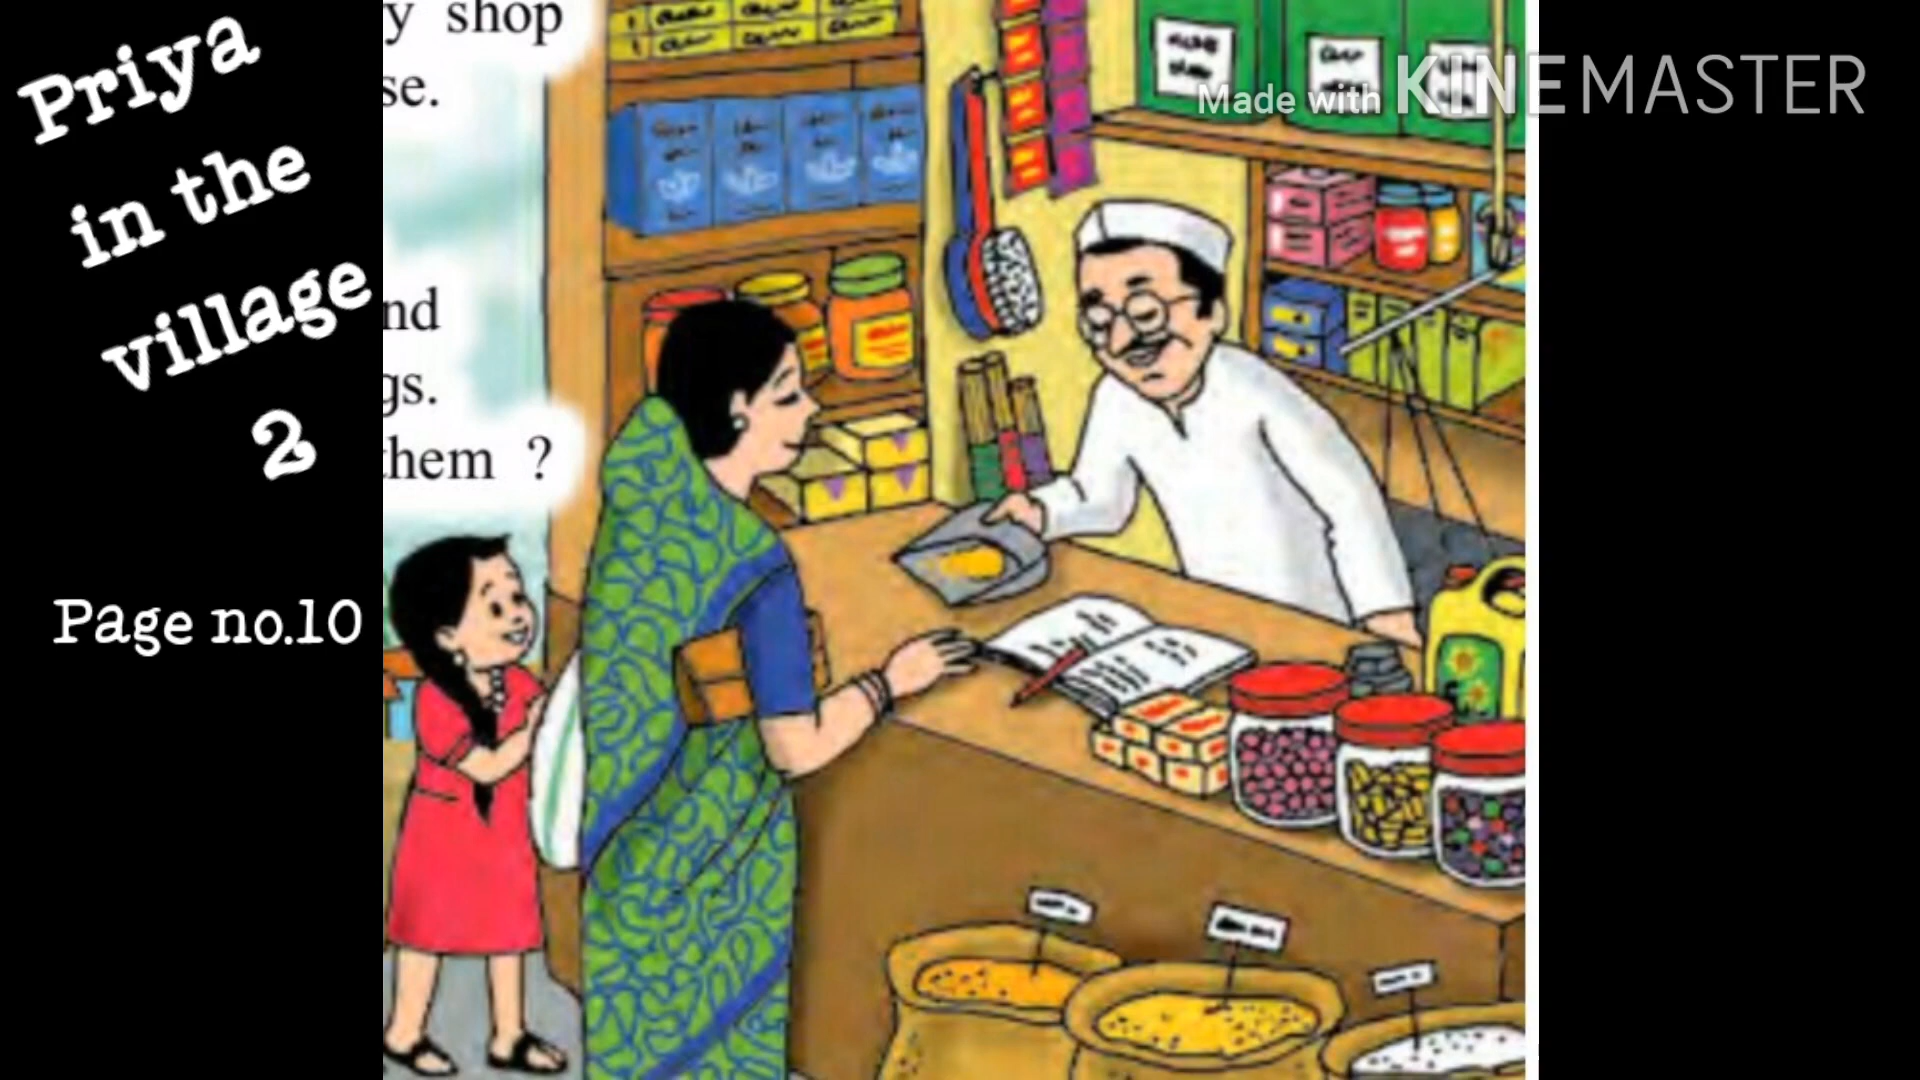 Priya
in the
village
2
Page no.10
y shop
se.
nd
gs.
them ?
Made with KINEMASTER